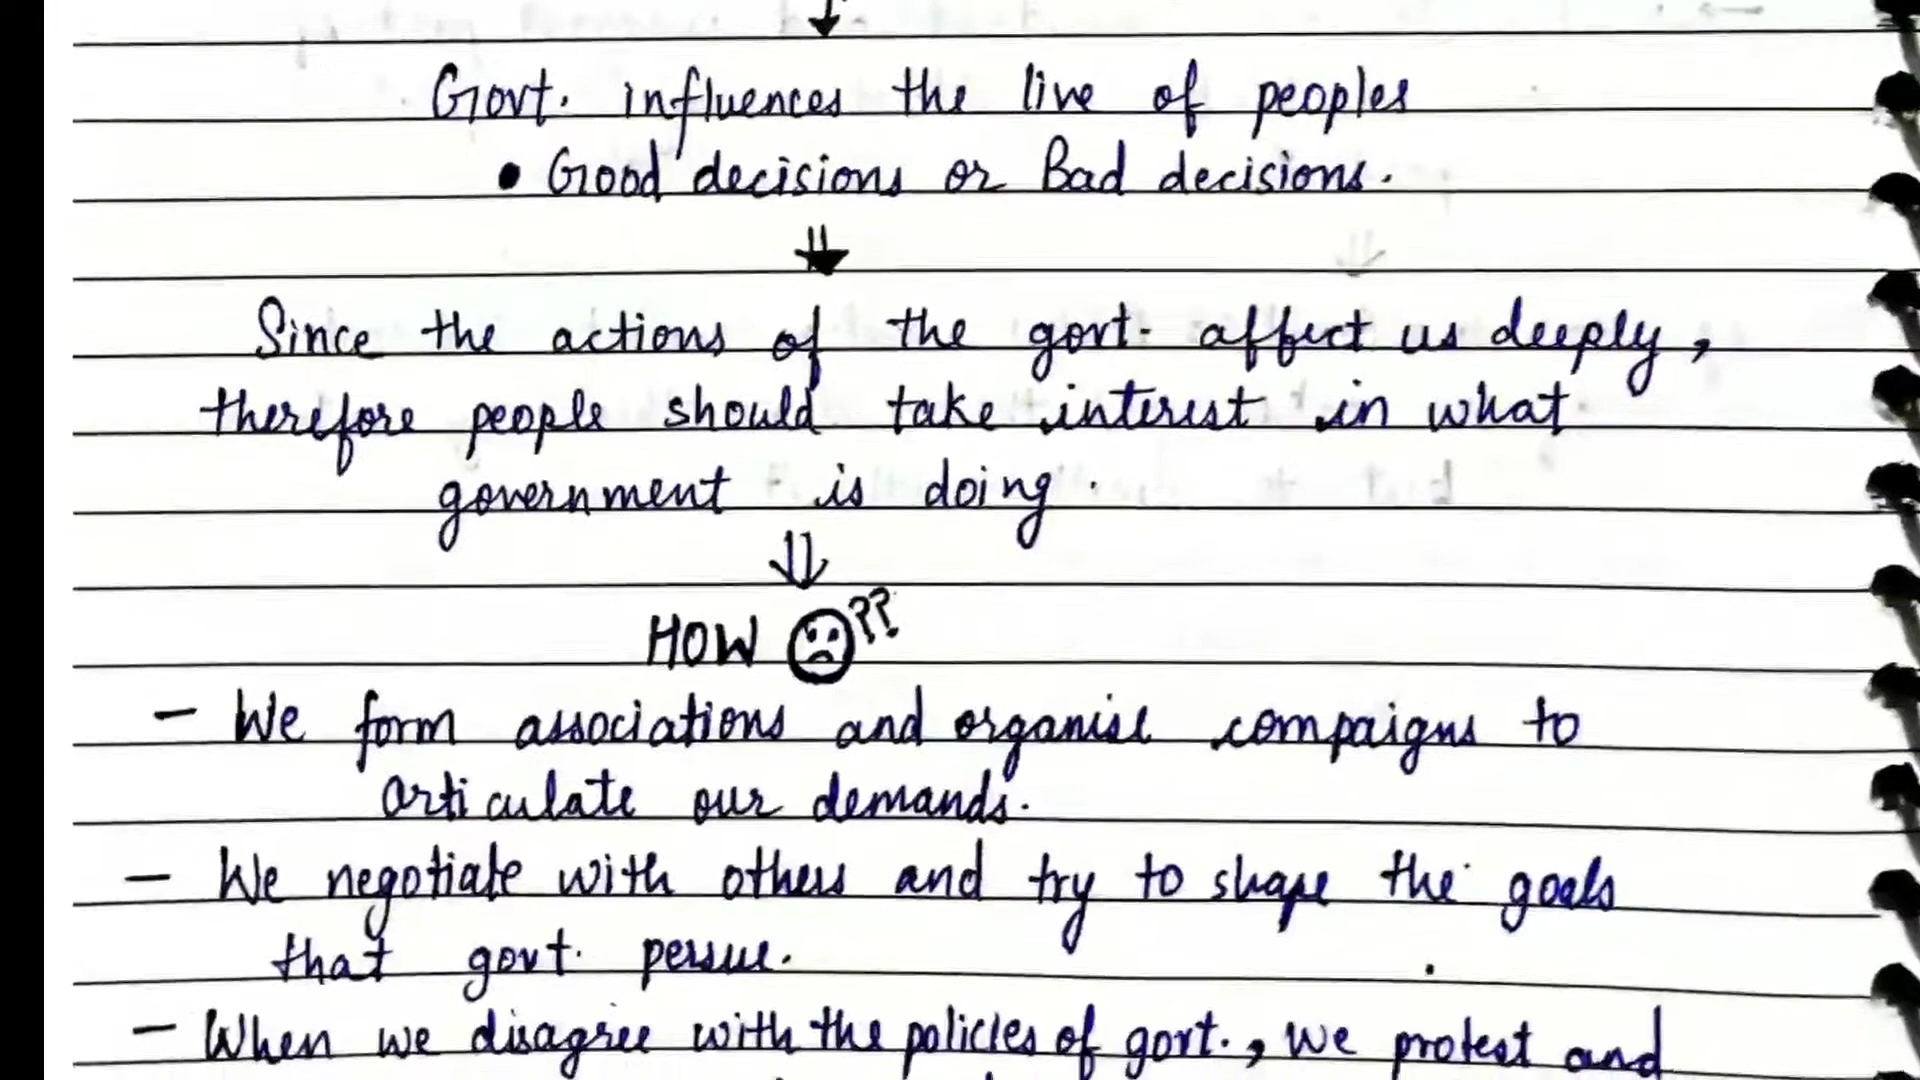 Govt. influences the live of peoples
• Good decisions or Bad decisions.
Since the actions of the govt. affect us deeply,
therefore people should take interest in what
government is doing.
HOW ??
- We form associations and organise compaigns to
articulate our demands.
- We negotiate with others and try to shape the goals
that govt. persue.
- When we disagree with the policies of govt., we protest and